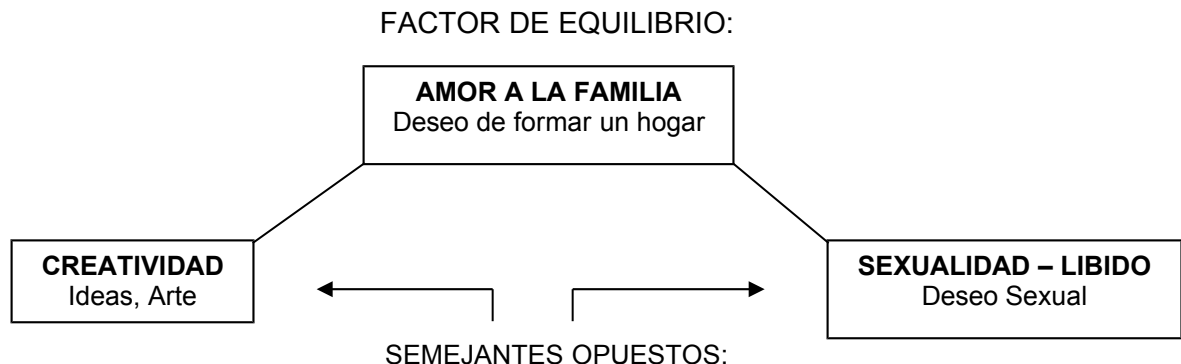 FACTOR DE EQUILIBRIO:
AMOR A LA FAMILIA
Deseo de formar un hogar
CREATIVIDAD
Ideas, Arte
SEXUALIDAD – LIBIDO
Deseo Sexual
SEMEJANTES OPUESTOS: